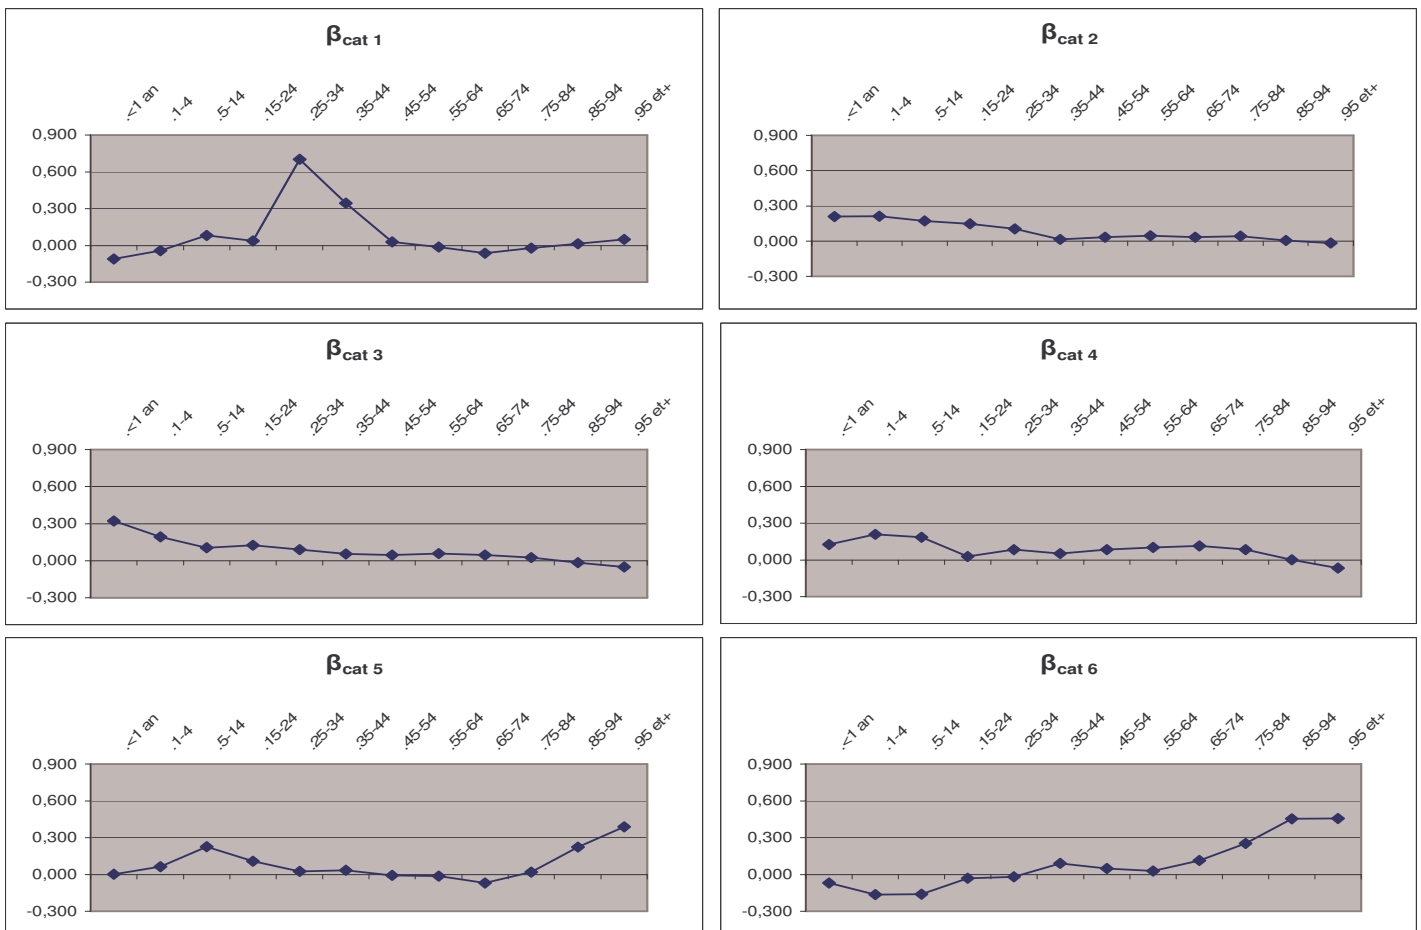 βcat 1
.<1 an .1-4 .5-14 .15-24 .25-34 .35-44 .45-54 .55-64 .65-74 .75-84 .85-94 .95 et+
0,900
0,600
0,300
0,000
-0,300
βcat 2
.<1 an .1-4 .5-14 .15-24 .25-34 .35-44 .45-54 .55-64 .65-74 .75-84 .85-94 .95 et+
0,900
0,600
0,300
0,000
-0,300
βcat 3
.<1 an .1-4 .5-14 .15-24 .25-34 .35-44 .45-54 .55-64 .65-74 .75-84 .85-94 .95 et+
0,900
0,600
0,300
0,000
-0,300
βcat 4
.<1 an .1-4 .5-14 .15-24 .25-34 .35-44 .45-54 .55-64 .65-74 .75-84 .85-94 .95 et+
0,900
0,600
0,300
0,000
-0,300
βcat 5
.<1 an .1-4 .5-14 .15-24 .25-34 .35-44 .45-54 .55-64 .65-74 .75-84 .85-94 .95 et+
0,900
0,600
0,300
0,000
-0,300
βcat 6
.<1 an .1-4 .5-14 .15-24 .25-34 .35-44 .45-54 .55-64 .65-74 .75-84 .85-94 .95 et+
0,900
0,600
0,300
0,000
-0,300